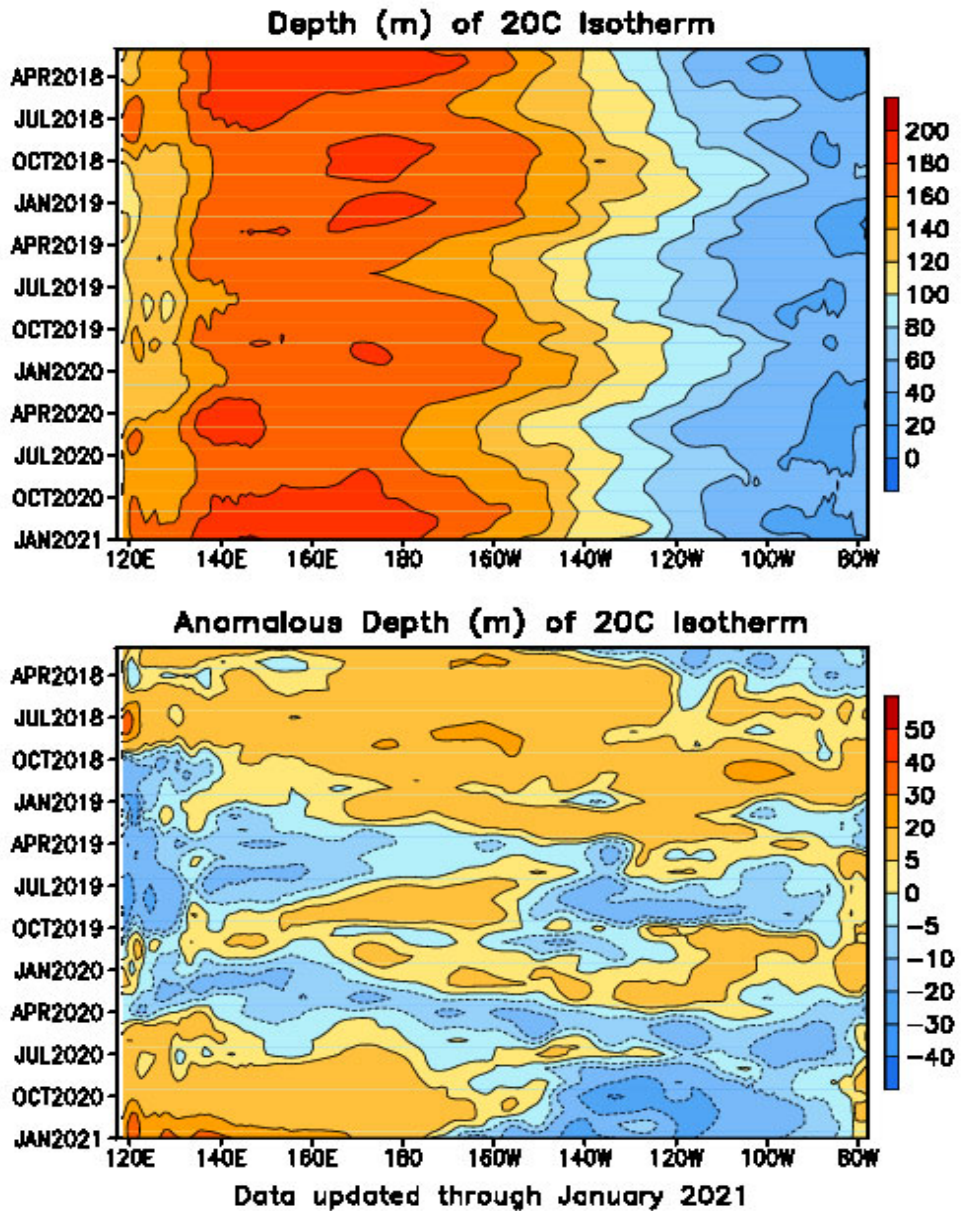 Depth (m) of 20C Isotherm
APR2018
JUL2018
OCT2018
JAN2019
APR2019
JUL2019
OCT2019
JAN2020
APR2020
JUL2020
OCT2020
JAN2021
120E 140E 160E 180 160W 140W 120W 100W 80W
200
180
160
140
120
100
80
60
40
20
0
Anomalous Depth (m) of 20C Isotherm
APR2018
JUL2018
OCT2018
JAN2019
APR2019
JUL2019
OCT2019
JAN2020
APR2020
JUL2020
OCT2020
JAN2021
120E 140E 160E 180 160W 140W 120W 100W 80W
50
40
30
20
5
0
-5
-10
-20
-30
-40
Data updated through January 2021